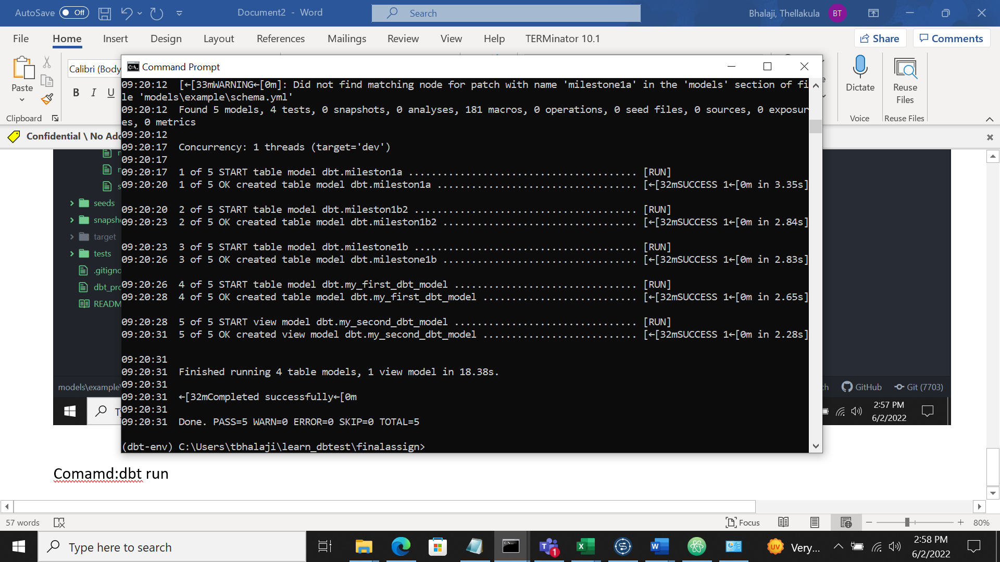 AutoSave Off Document2 - Word Search Bhalaji, Thellakula BT
File Home Insert Design Layout References Mailings Review View Help TERMinator 10.1 Share Comments
Calibri (Body
Paste B I U Dictate Reuse
Files
Clipboard Voice Reuse Files
Confidential \ No Add
Command Prompt
09:20:12 [←[33mWARNING←[0m]: Did not find matching node for patch with name 'milestone1a' in the 'models' section of fi
le 'models\example\schema.yml'
09:20:12 Found 5 models, 4 tests, 0 snapshots, 0 analyses, 181 macros, 0 operations, 0 seed files, 0 sources, 0 exposur
es, 0 metrics
09:20:12
09:20:17 Concurrency: 1 threads (target='dev')
09:20:17
09:20:17 1 of 5 START table model dbt.mileston1a ........................................ [RUN]
09:20:20 1 of 5 OK created table model dbt.mileston1a ................................... [←[32mSUCCESS 1←[0m in 3.35s]
09:20:20 2 of 5 START table model dbt.mileston1b2 ....................................... [RUN]
09:20:23 2 of 5 OK created table model dbt.mileston1b2 .................................. [←[32mSUCCESS 1←[0m in 2.84s]
09:20:23 3 of 5 START table model dbt.milestone1b ....................................... [RUN]
09:20:26 3 of 5 OK created table model dbt.milestone1b .................................. [←[32mSUCCESS 1←[0m in 2.83s]
09:20:26 4 of 5 START table model dbt.my_first_dbt_model ................................ [RUN]
09:20:28 4 of 5 OK created table model dbt.my_first_dbt_model ........................... [←[32mSUCCESS 1←[0m in 2.65s]
09:20:28 5 of 5 START view model dbt.my_second_dbt_model ................................ [RUN]
09:20:31 5 of 5 OK created view model dbt.my_second_dbt_model ........................... [←[32mSUCCESS 1←[0m in 2.28s]
09:20:31
09:20:31 Finished running 4 table models, 1 view model in 18.38s.
09:20:31
09:20:31 ←[32mCompleted successfully←[0m
09:20:31
09:20:31 Done. PASS=5 WARN=0 ERROR=0 SKIP=0 TOTAL=5
(dbt-env) C:\Users\tbhalaji\learn_dbtest\finalassign>
seeds
snapsh
target
tests
.gitigno
dbt_pro
READM
models\example\ ch GitHub Git (7703)
2:57 PM
6/2/2022
Comamd:dbt run
57 words Focus 80%
Type here to search Very... 2:58 PM
6/2/2022